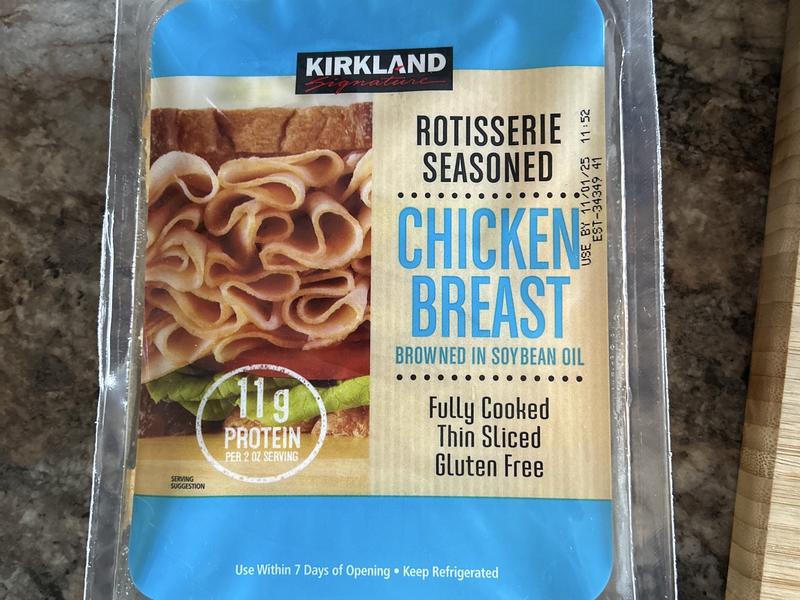 KIRKLAND
Signature
ROTISSERIE
SEASONED
CHICKEN
BREAST
BROWNED IN SOYBEAN OIL
Fully Cooked
Thin Sliced
Gluten Free
USE BY 11/01/25 11:52
EST-34349 41
11 g
PROTEIN
PER 2 OZ SERVING
SERVING
SUGGESTION
Use Within 7 Days of Opening • Keep Refrigerated